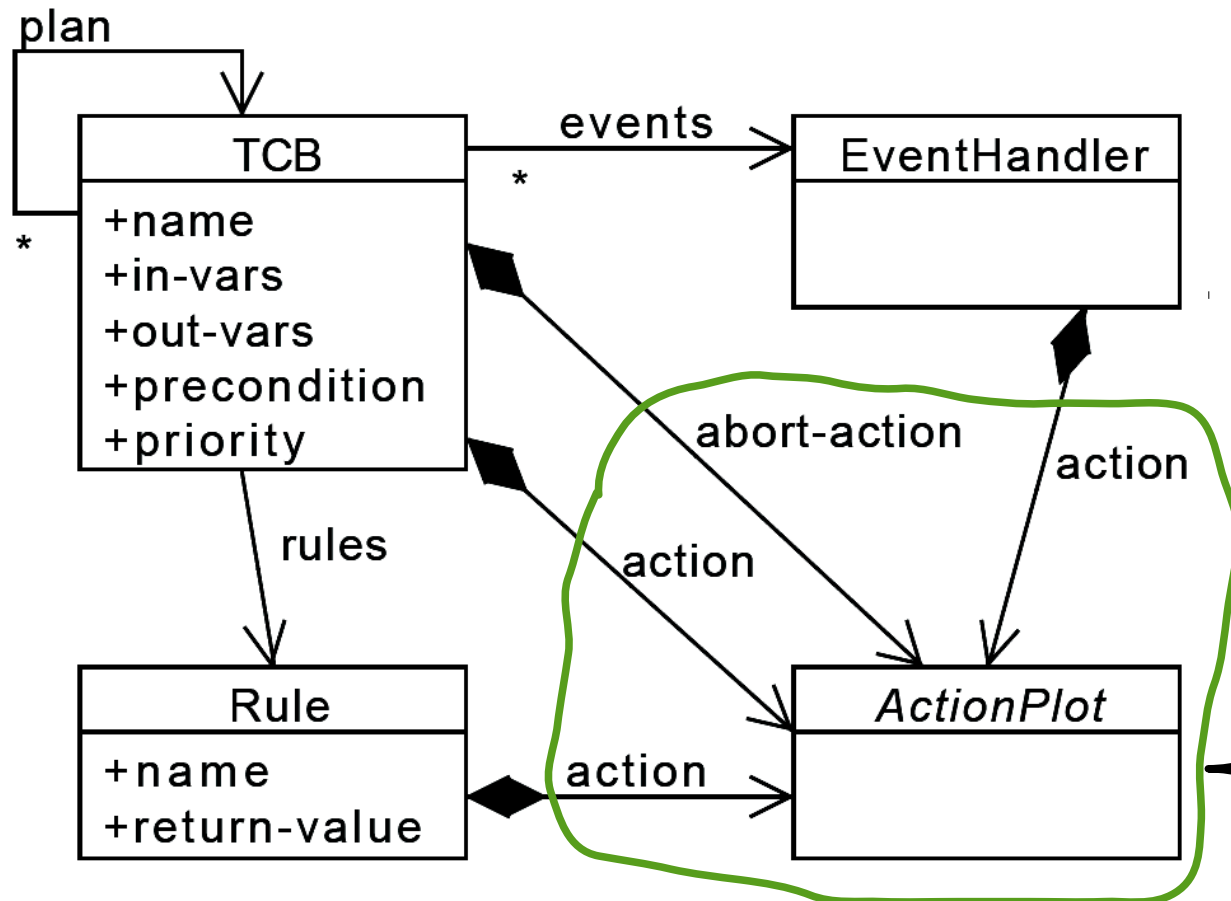 plan
TCB
+name
+in-vars
+out-vars
+precondition
+priority
events
*
*
EventHandler
abort-action
action
action
rules
Rule
+name
+return-value
action
ActionPlot